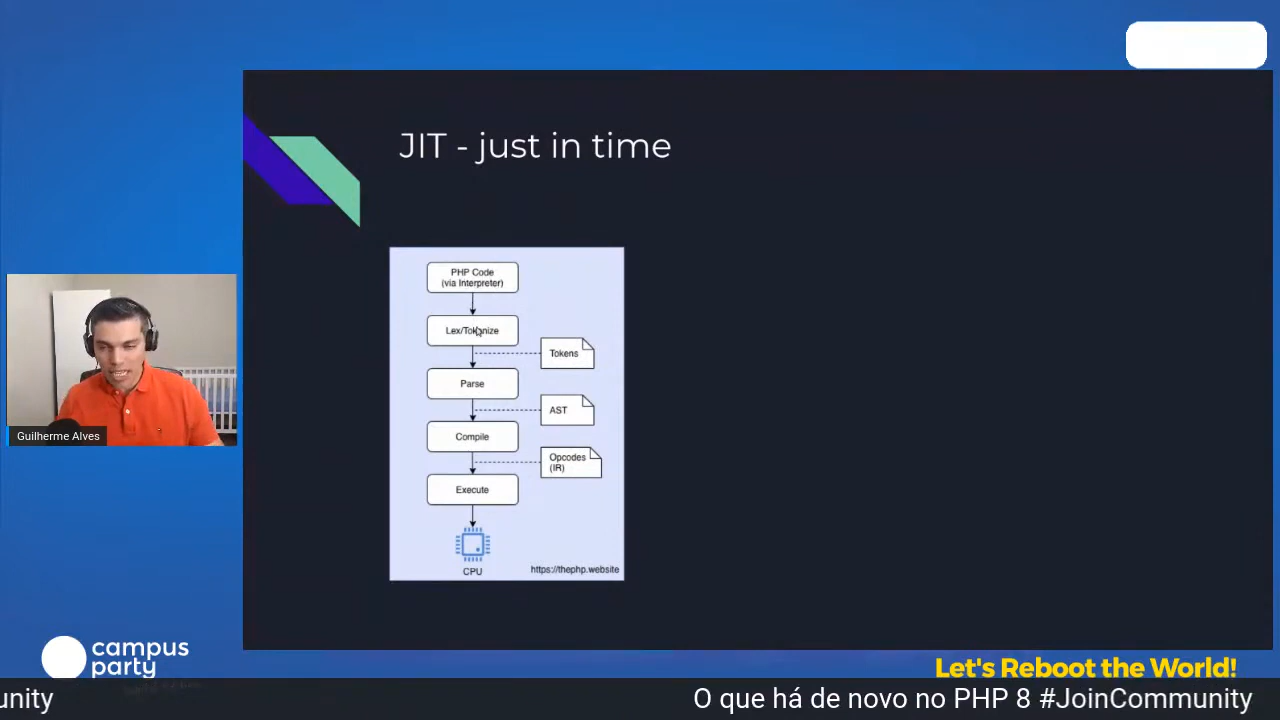 JIT - just in time
PHP Code
(via Interpreter)
Lex/Tokenize
Tokens
Parse
AST
Compile
Opcodes
(IR)
Execute
CPU
https://thephp.website
Guilherme Alves
campus
party
Let's Reboot the World!
unity
O que há de novo no PHP 8 #JoinCommunity